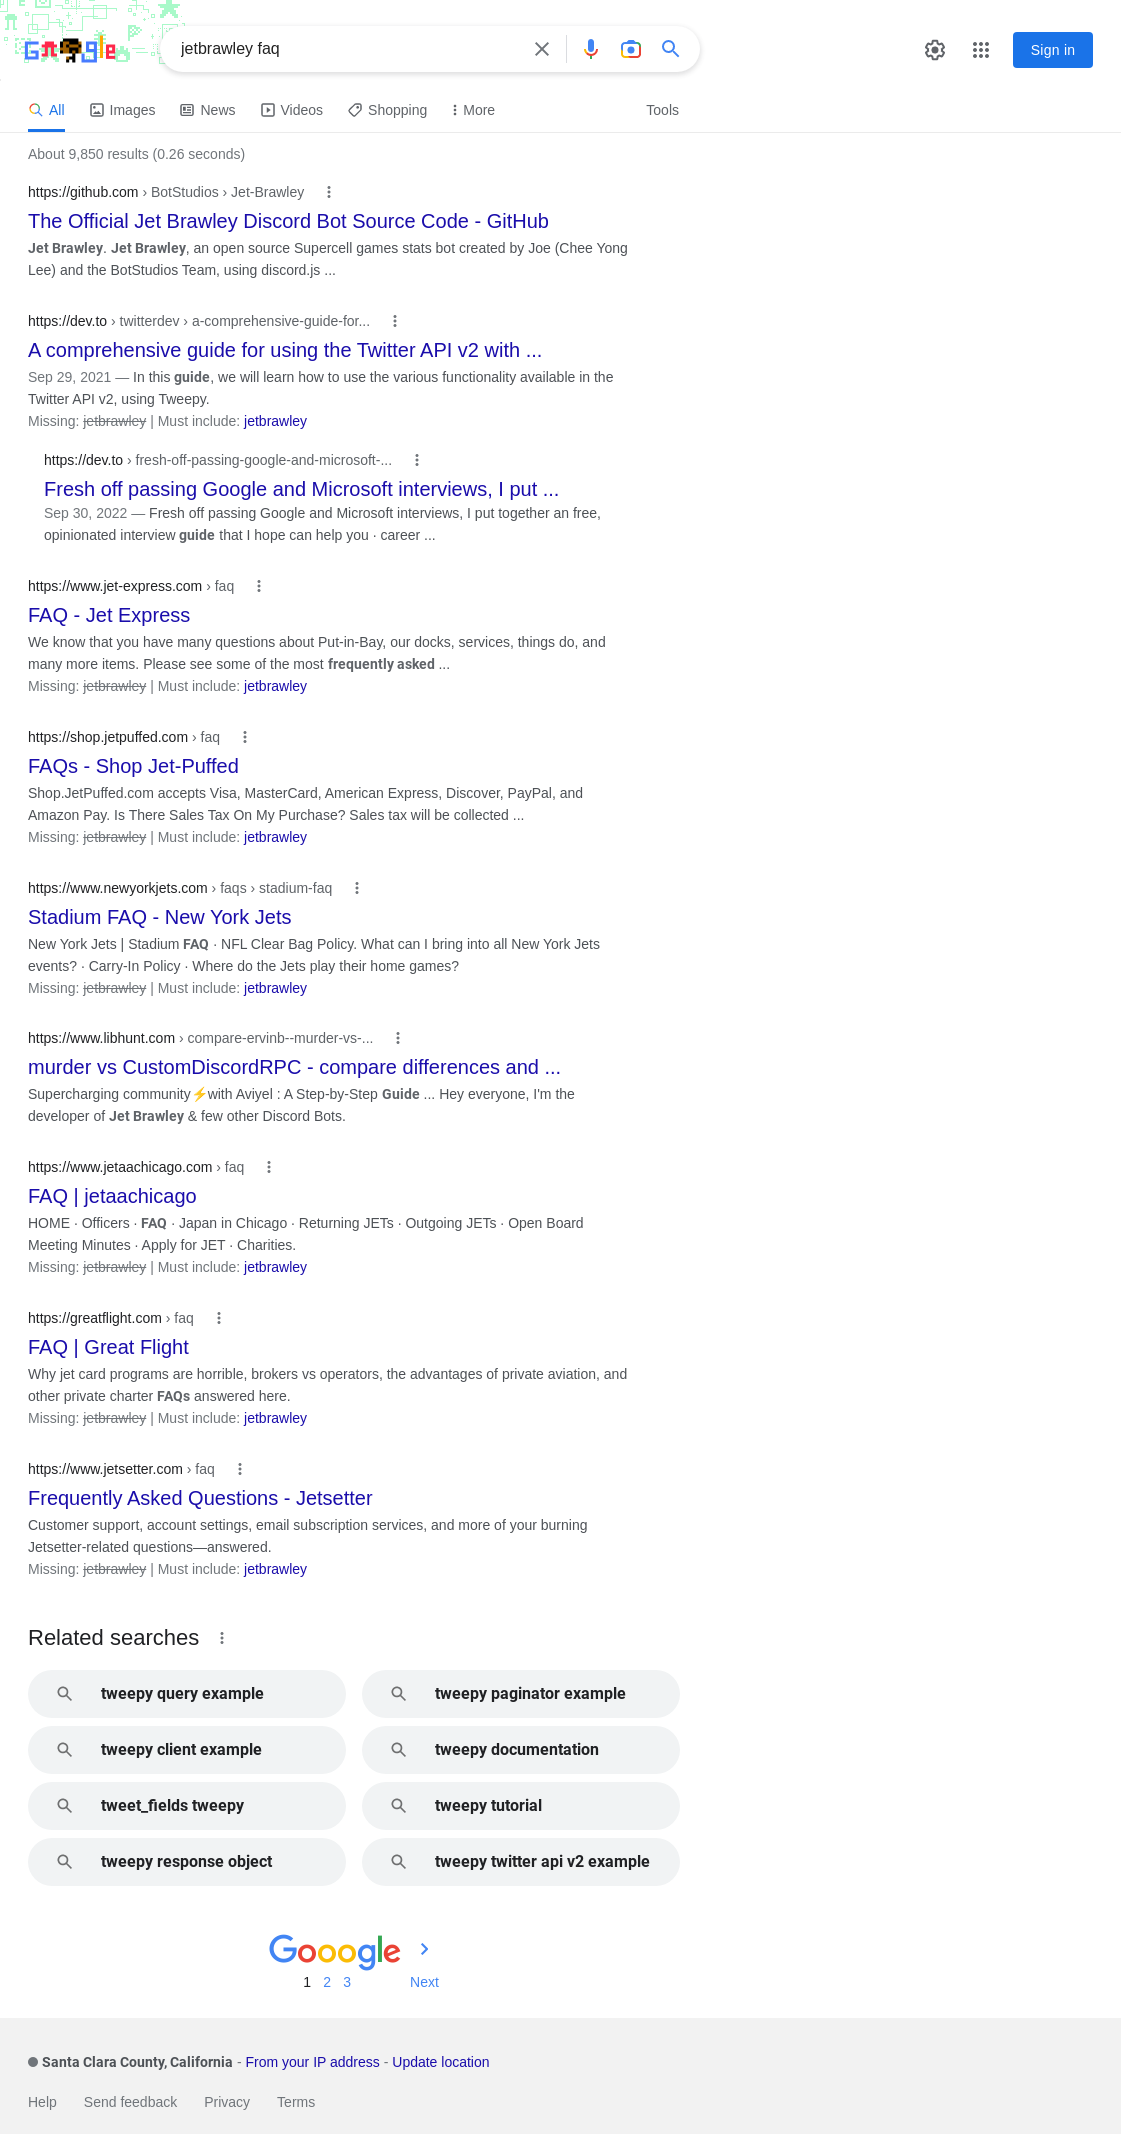 Google
jetbrawley faq
Sign in
All Images News Videos Shopping More Tools
About 9,850 results (0.26 seconds)
https://github.com › BotStudios › Jet-Brawley
The Official Jet Brawley Discord Bot Source Code - GitHub
Jet Brawley. Jet Brawley, an open source Supercell games stats bot created by Joe (Chee Yong
Lee) and the BotStudios Team, using discord.js ...
https://dev.to › twitterdev › a-comprehensive-guide-for...
A comprehensive guide for using the Twitter API v2 with ...
Sep 29, 2021 — In this guide, we will learn how to use the various functionality available in the
Twitter API v2, using Tweepy.
Missing: jetbrawley | Must include: jetbrawley
https://dev.to › fresh-off-passing-google-and-microsoft-...
Fresh off passing Google and Microsoft interviews, I put ...
Sep 30, 2022 — Fresh off passing Google and Microsoft interviews, I put together an free,
opinionated interview guide that I hope can help you · career ...
https://www.jet-express.com › faq
FAQ - Jet Express
We know that you have many questions about Put-in-Bay, our docks, services, things do, and
many more items. Please see some of the most frequently asked ...
Missing: jetbrawley | Must include: jetbrawley
https://shop.jetpuffed.com › faq
FAQs - Shop Jet-Puffed
Shop.JetPuffed.com accepts Visa, MasterCard, American Express, Discover, PayPal, and
Amazon Pay. Is There Sales Tax On My Purchase? Sales tax will be collected ...
Missing: jetbrawley | Must include: jetbrawley
https://www.newyorkjets.com › faqs › stadium-faq
Stadium FAQ - New York Jets
New York Jets | Stadium FAQ · NFL Clear Bag Policy. What can I bring into all New York Jets
events? · Carry-In Policy · Where do the Jets play their home games?
Missing: jetbrawley | Must include: jetbrawley
https://www.libhunt.com › compare-ervinb--murder-vs-...
murder vs CustomDiscordRPC - compare differences and ...
Supercharging community⚡with Aviyel : A Step-by-Step Guide ... Hey everyone, I'm the
developer of Jet Brawley & few other Discord Bots.
https://www.jetaachicago.com › faq
FAQ | jetaachicago
HOME · Officers · FAQ · Japan in Chicago · Returning JETs · Outgoing JETs · Open Board
Meeting Minutes · Apply for JET · Charities.
Missing: jetbrawley | Must include: jetbrawley
https://greatflight.com › faq
FAQ | Great Flight
Why jet card programs are horrible, brokers vs operators, the advantages of private aviation, and
other private charter FAQs answered here.
Missing: jetbrawley | Must include: jetbrawley
https://www.jetsetter.com › faq
Frequently Asked Questions - Jetsetter
Customer support, account settings, email subscription services, and more of your burning
Jetsetter-related questions—answered.
Missing: jetbrawley | Must include: jetbrawley
Related searches
tweepy query example
tweepy paginator example
tweepy client example
tweepy documentation
tweet_fields tweepy
tweepy tutorial
tweepy response object
tweepy twitter api v2 example
Gooogle
1 2 3 Next
Santa Clara County, California - From your IP address - Update location
Help Send feedback Privacy Terms